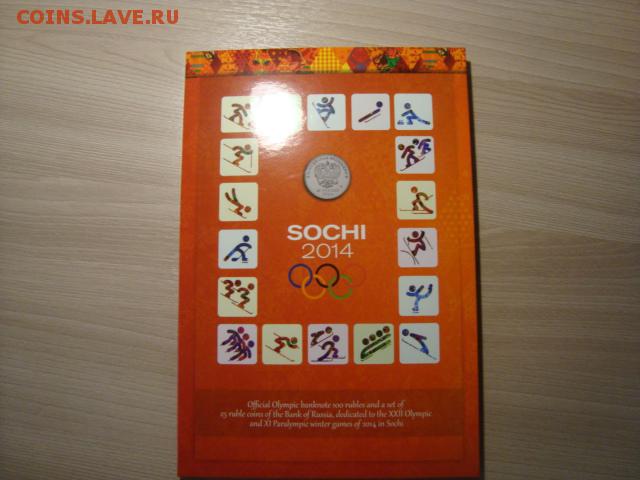 COINS.LAVE.RU
SOCHI
2014
Official Olympic banknote 100 rubles and a set of
25 ruble coins of the Bank of Russia, dedicated to the XXII Olympic
and XI Paralympic winter games of 2014 in Sochi